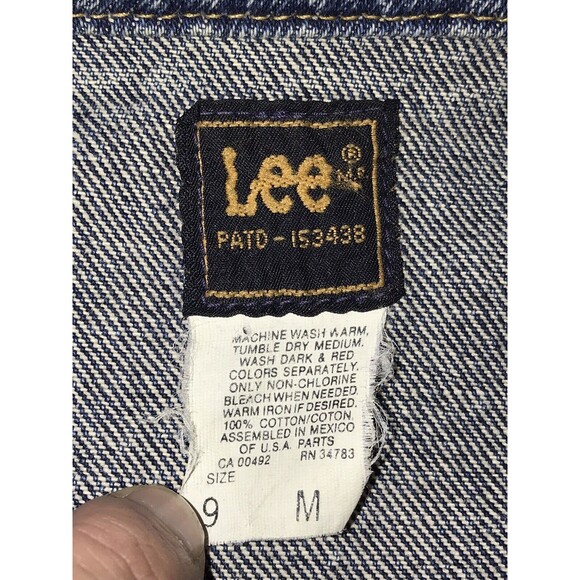 Lee®
M.R.
PATD-153438
MACHINE WASH WARM,
TUMBLE DRY MEDIUM.
WASH DARK & RED
COLORS SEPARATELY.
ONLY NON-CHLORINE
BLEACH WHEN NEEDED.
WARM IRON IF DESIRED.
100% COTTON/COTON.
ASSEMBLED IN MEXICO
OF U.S.A. PARTS
CA 00492 RN 34783
SIZE
9 M